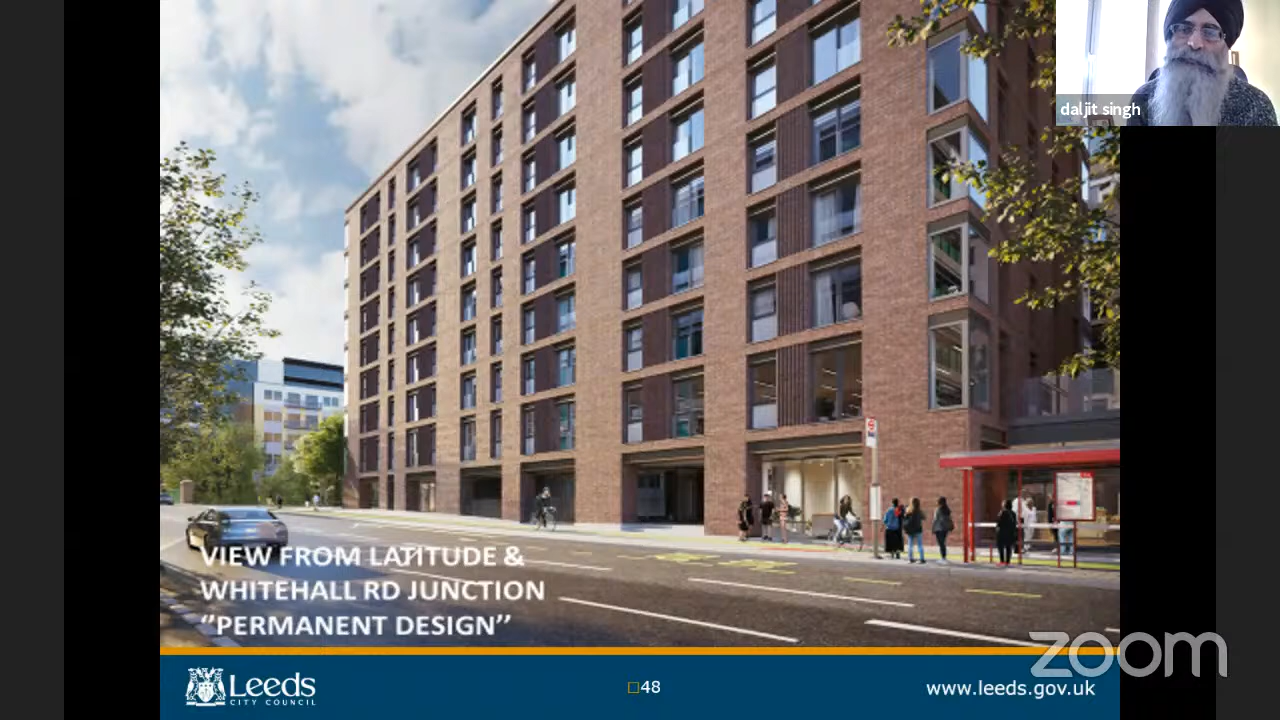 daljit singh
VIEW FROM LATITUDE &
WHITEHALL RD JUNCTION
‘’PERMANENT DESIGN’’
Leeds
CITY COUNCIL
48
www.leeds.gov.uk
zoom